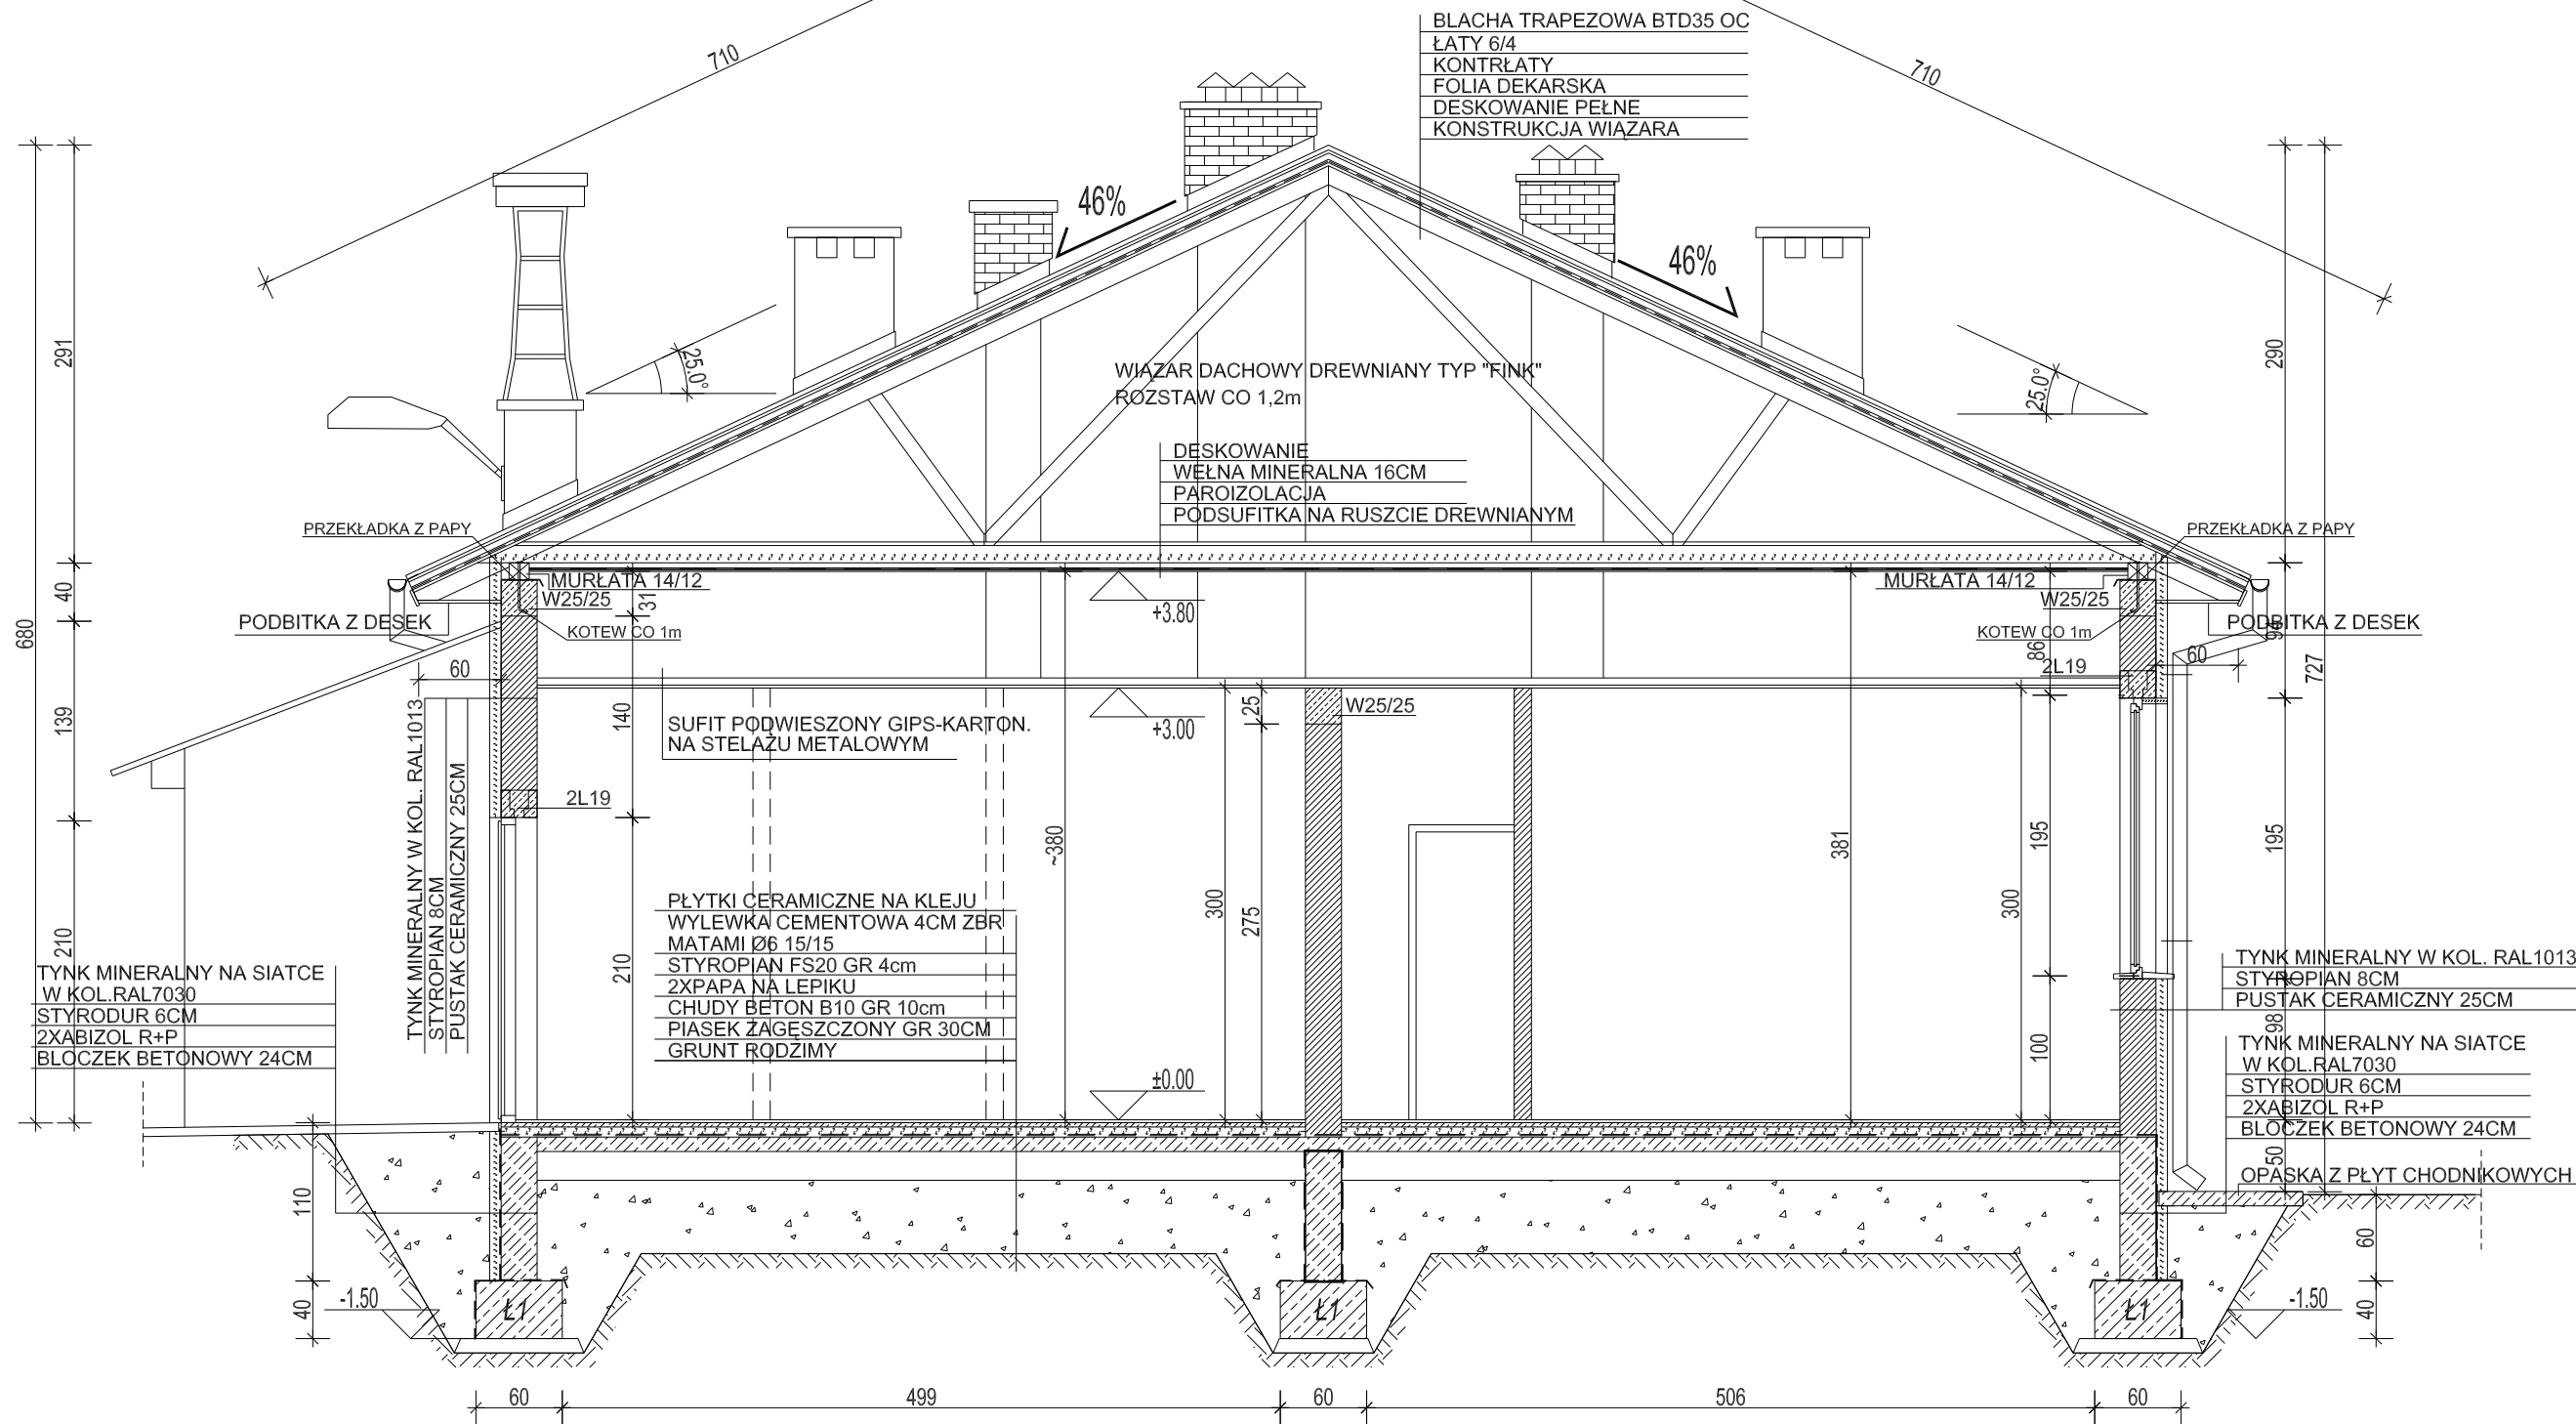 710
710
BLACHA TRAPEZOWA BTD35 OC
ŁATY 6/4
KONTRŁATY
FOLIA DEKARSKA
DESKOWANIE PEŁNE
KONSTRUKCJA WIĄZARA
46%
46%
25.0°
25.0°
291
290
WIĄZAR DACHOWY DREWNIANY TYP "FINK"
ROZSTAW CO 1,2m
DESKOWANIE
WEŁNA MINERALNA 16CM
PAROIZOLACJA
PODSUFITKA NA RUSZCIE DREWNIANYM
PRZEKŁADKA Z PAPY
PRZEKŁADKA Z PAPY
MURŁATA 14/12
W25/25
31
KOTEW CO 1m
PODBITKA Z DESEK
+3.80
MURŁATA 14/12
W25/25
KOTEW CO 1m
PODBITKA Z DESEK
40
680
60
86
2L19
60
94
727
139
140
SUFIT PODWIESZONY GIPS-KARTON.
NA STELAŻU METALOWYM
+3.00
25
W25/25
2L19
TYNK MINERALNY W KOL. RAL1013
STYROPIAN 8CM
PUSTAK CERAMICZNY 25CM
~380
381
195
195
210
210
300
275
300
PŁYTKI CERAMICZNE NA KLEJU
WYLEWKA CEMENTOWA 4CM ZBR
MATAMI Ø6 15/15
STYROPIAN FS20 GR 4cm
2XPAPA NA LEPIKU
CHUDY BETON B10 GR 10cm
PIASEK ZAGĘSZCZONY GR 30CM
GRUNT RODZIMY
TYNK MINERALNY NA SIATCE
W KOL.RAL7030
STYRODUR 6CM
2XABIZOL R+P
BLOCZEK BETONOWY 24CM
TYNK MINERALNY W KOL. RAL1013
STYROPIAN 8CM
PUSTAK CERAMICZNY 25CM
98
100
TYNK MINERALNY NA SIATCE
W KOL.RAL7030
STYRODUR 6CM
2XABIZOL R+P
BLOCZEK BETONOWY 24CM
±0.00
50
OPASKA Z PŁYT CHODNIKOWYCH
110
60
40
-1.50
Ł1
Ł1
Ł1
-1.50
40
60
499
60
506
60